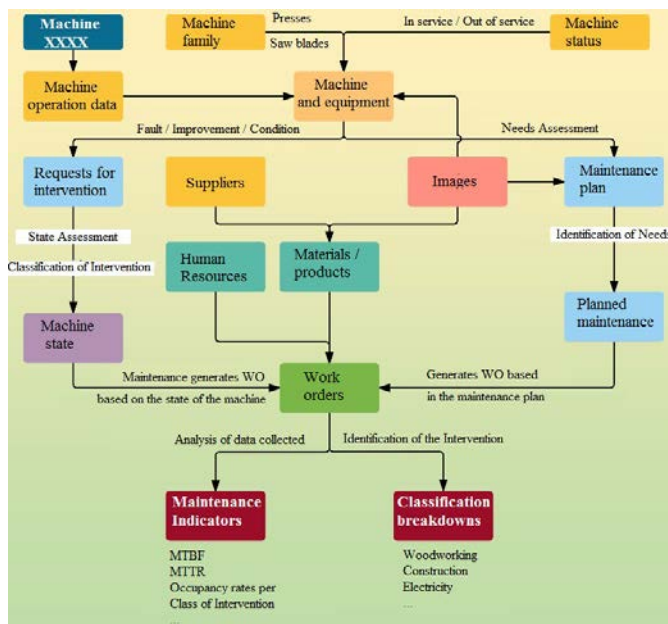 Machine
XXXX
Machine
family
Presses
Saw blades
In service / Out of service
Machine
status
Machine
operation data
Machine
and equipment
Fault / Improvement / Condition
Needs Assessment
Requests for
intervention
Suppliers
Images
Maintenance
plan
State Assessment
Classification of Intervention
Identification of Needs
Human
Resources
Materials /
products
Machine
state
Planned
maintenance
Maintenance generates WO
based on the state of the machine
Work
orders
Generates WO based
in the maintenance plan
Analysis of data collected
Identification of the Intervention
Maintenance
Indicators
Classification
breakdowns
MTBF
MTTR
Occupancy rates per
Class of Intervention
...
Woodworking
Construction
Electricity
...